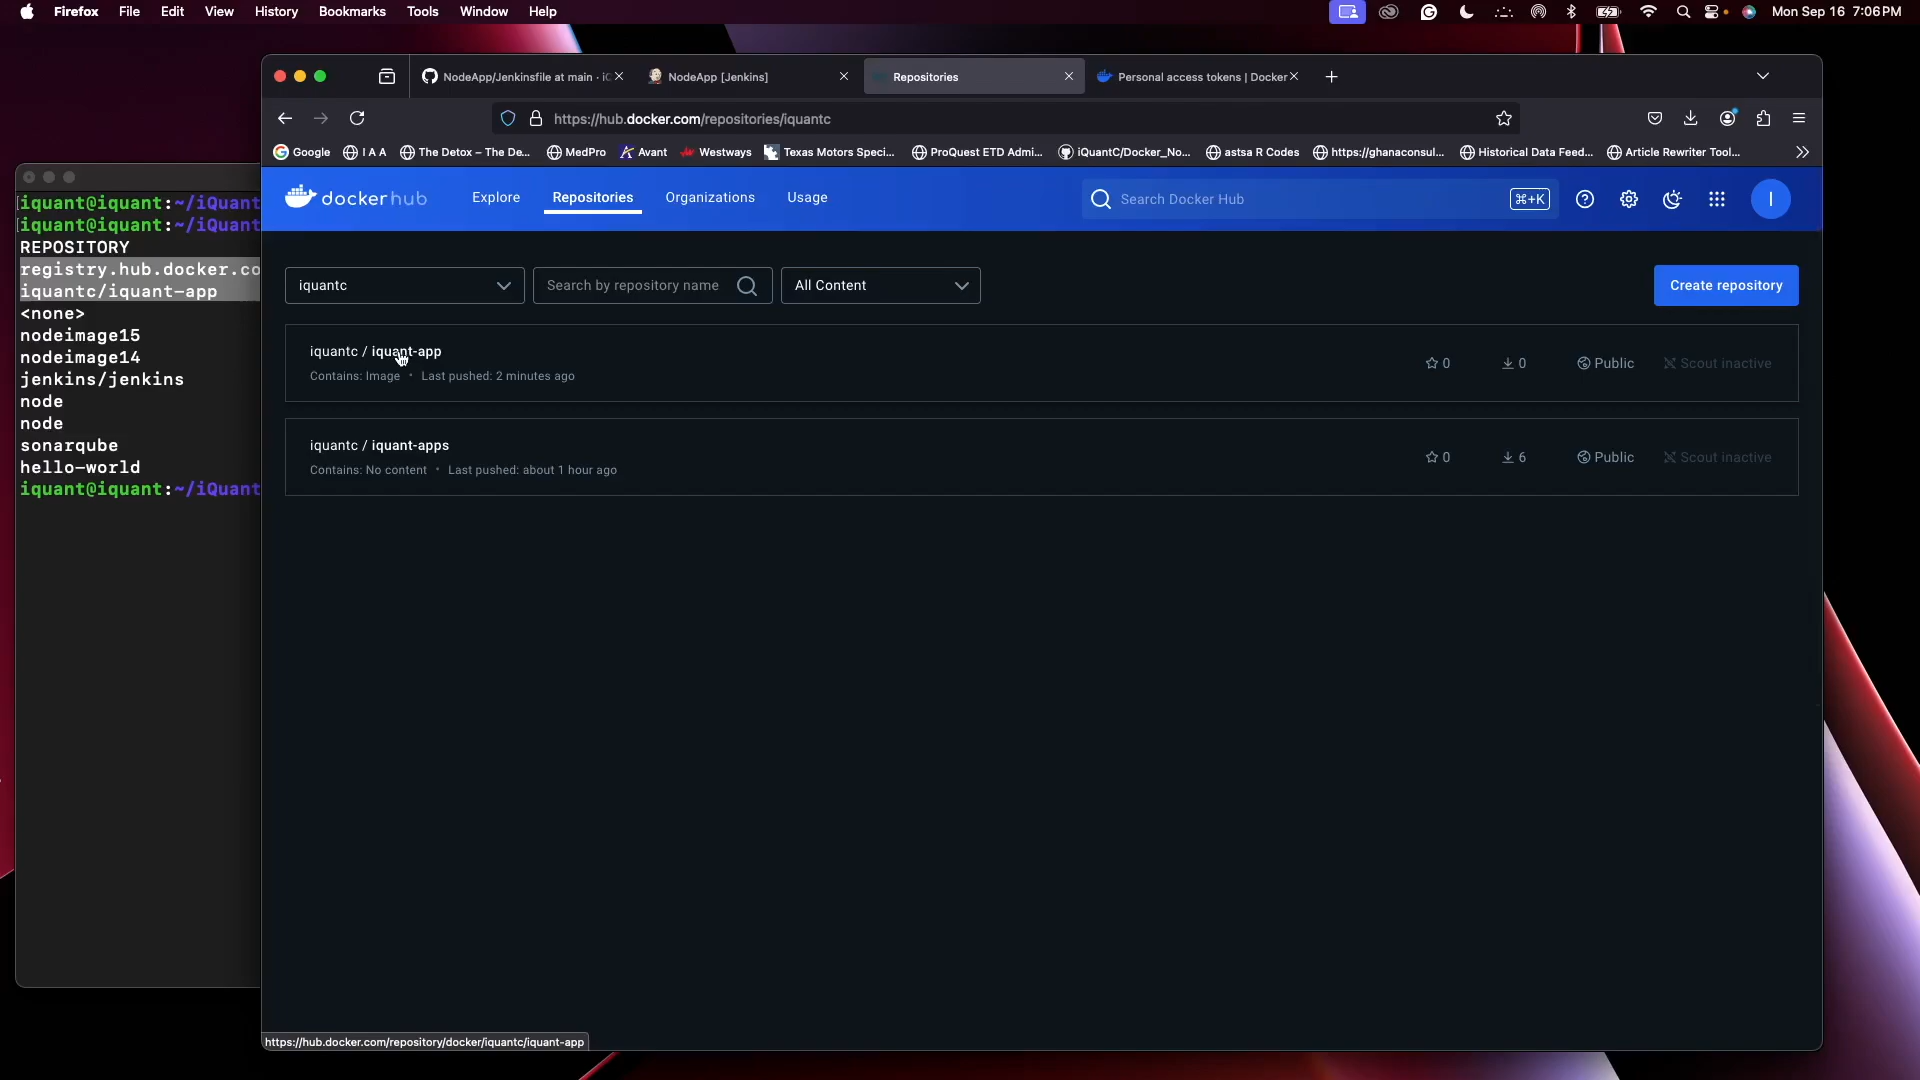 Firefox File Edit View History Bookmarks Tools Window Help
Mon Sep 16 7:06 PM
NodeApp/Jenkinsfile at main · iC
NodeApp [Jenkins]
Repositories
Personal access tokens | Docker
https://hub.docker.com/repositories/iquantc
Google
I A A
The Detox – The De...
MedPro
Avant
Westways
Texas Motors Speci...
ProQuest ETD Admi...
iQuantC/Docker_No...
astsa R Codes
https://ghanaconsul...
Historical Data Feed...
Article Rewriter Tool...
dockerhub
Explore
Repositories
Organizations
Usage
Search Docker Hub
⌘+K
I
iquantc
Search by repository name
All Content
Create repository
iquantc / iquant-app
Contains: Image • Last pushed: 2 minutes ago
0
0
Public
Scout inactive
iquantc / iquant-apps
Contains: No content • Last pushed: about 1 hour ago
0
6
Public
Scout inactive
https://hub.docker.com/repository/docker/iquantc/iquant-app
[iquant@iquant:~/iQuant
[iquant@iquant:~/iQuant
REPOSITORY
registry.hub.docker.co
iquantc/iquant-app
<none>
nodeimage15
nodeimage14
jenkins/jenkins
node
node
sonarqube
hello-world
iquant@iquant:~/iQuant